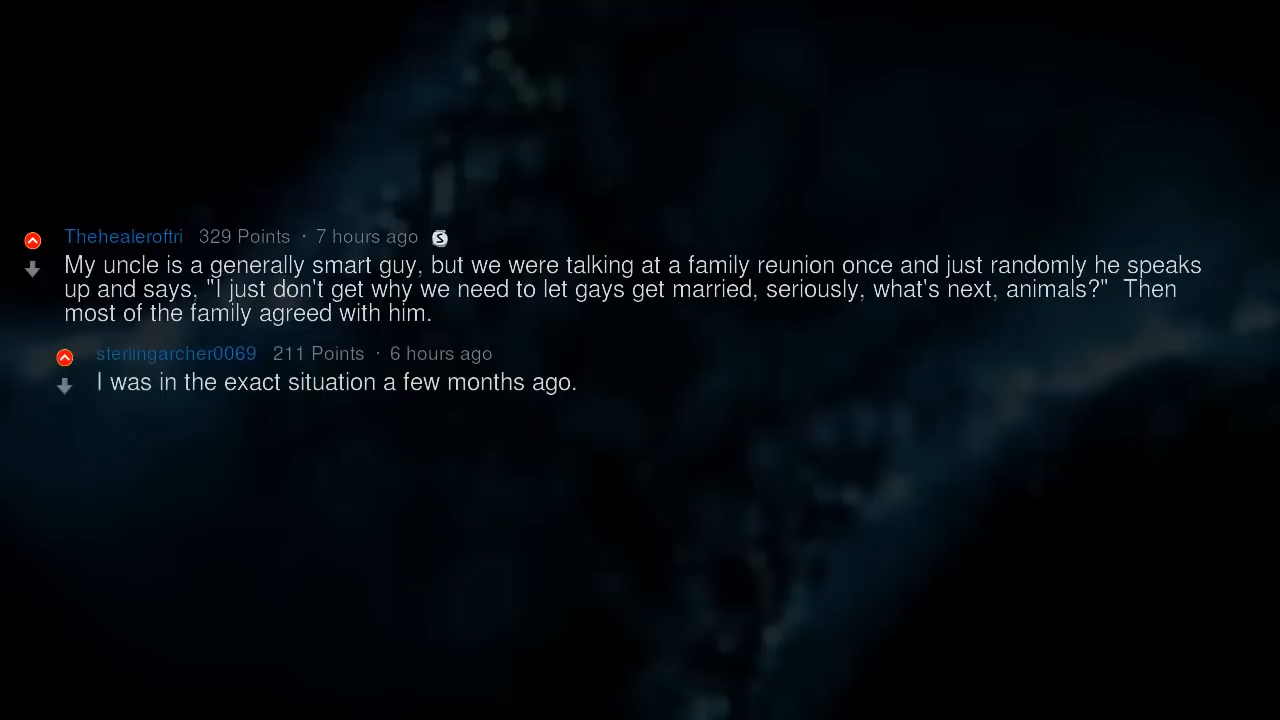 Thehealeroftri 329 Points · 7 hours ago S
My uncle is a generally smart guy, but we were talking at a family reunion once and just randomly he speaks
up and says, "I just don't get why we need to let gays get married, seriously, what's next, animals?"  Then
most of the family agreed with him.
sterlingarcher0069 211 Points · 6 hours ago
I was in the exact situation a few months ago.